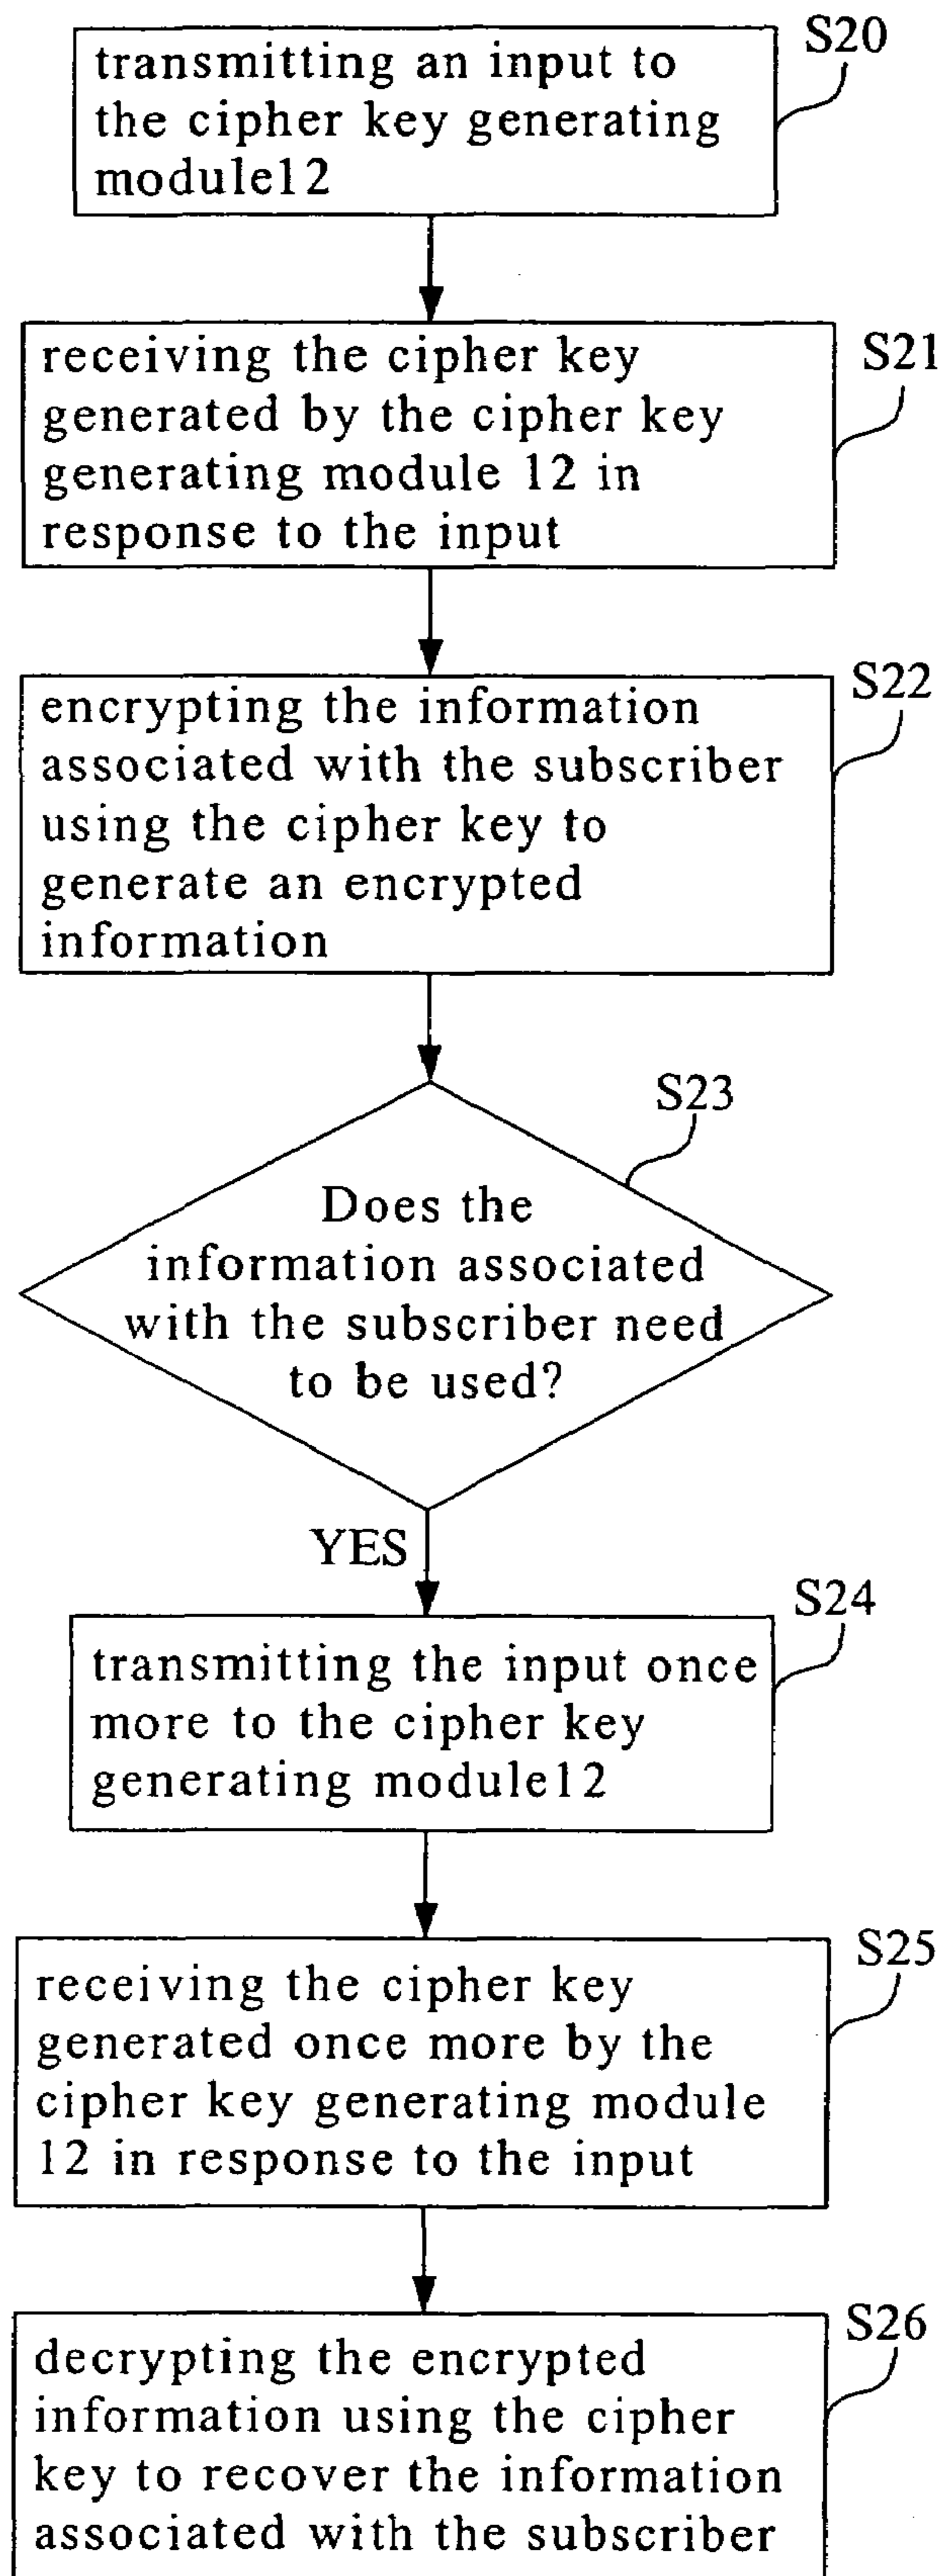 S20
transmitting an input to
the cipher key generating
module12
S21
receiving the cipher key
generated by the cipher key
generating module 12 in
response to the input
S22
encrypting the information
associated with the subscriber
using the cipher key to
generate an encrypted
information
S23
Does the
information associated
with the subscriber need
to be used?
YES
S24
transmitting the input once
more to the cipher key
generating module12
S25
receiving the cipher key
generated once more by the
cipher key generating module
12 in response to the input
S26
decrypting the encrypted
information using the cipher
key to recover the information
associated with the subscriber